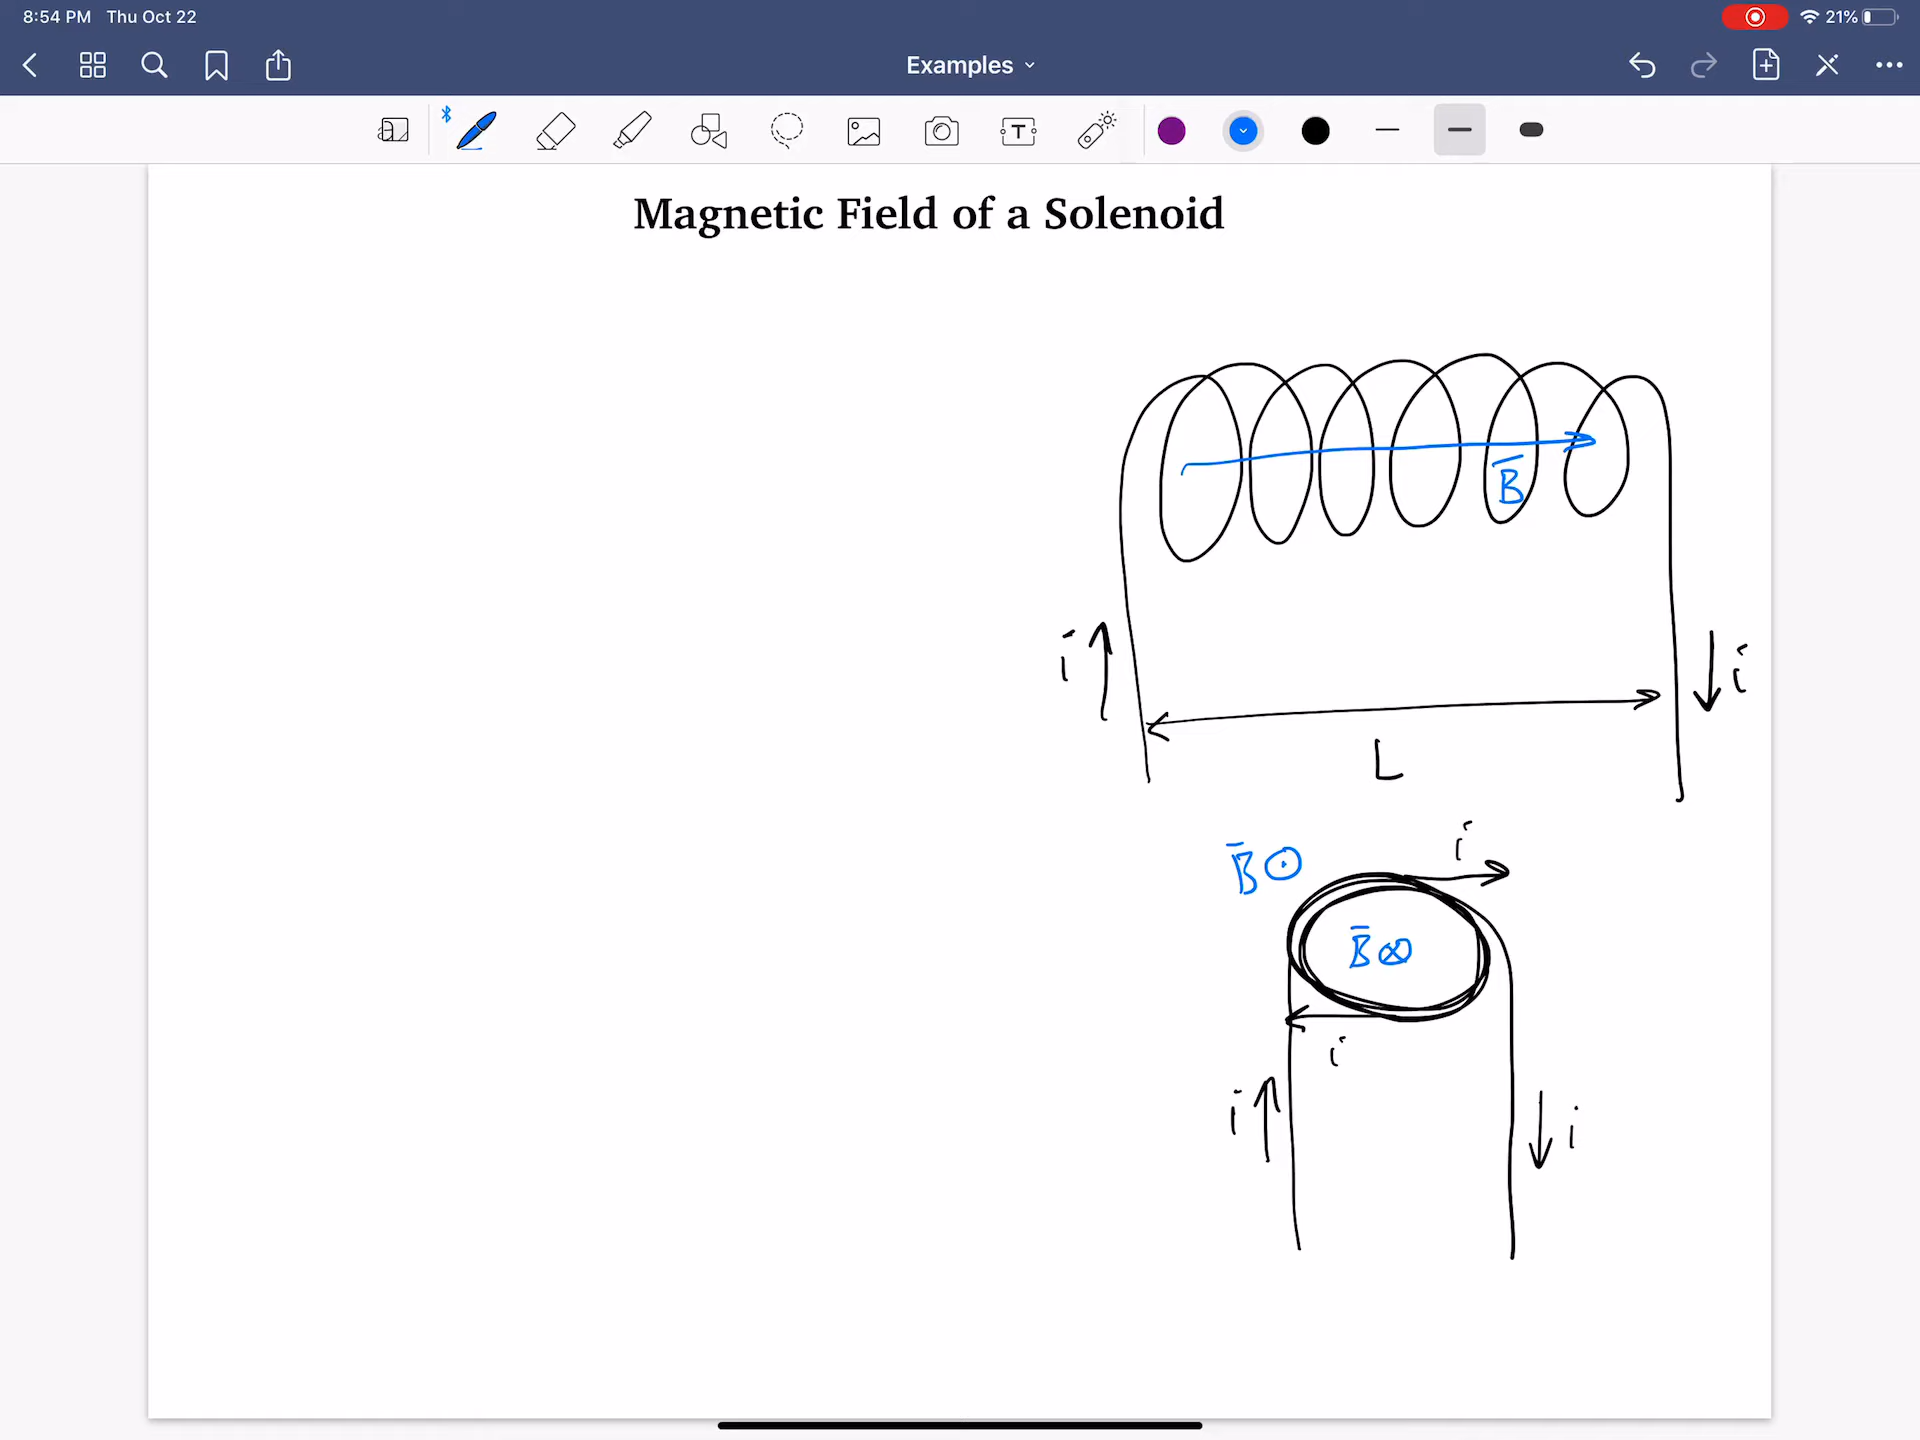 8:54 PM Thu Oct 22
21%
Examples
T
Magnetic Field of a Solenoid
B̅
i
i
L
i
B̅⊙
B̅⊗
i
i
i